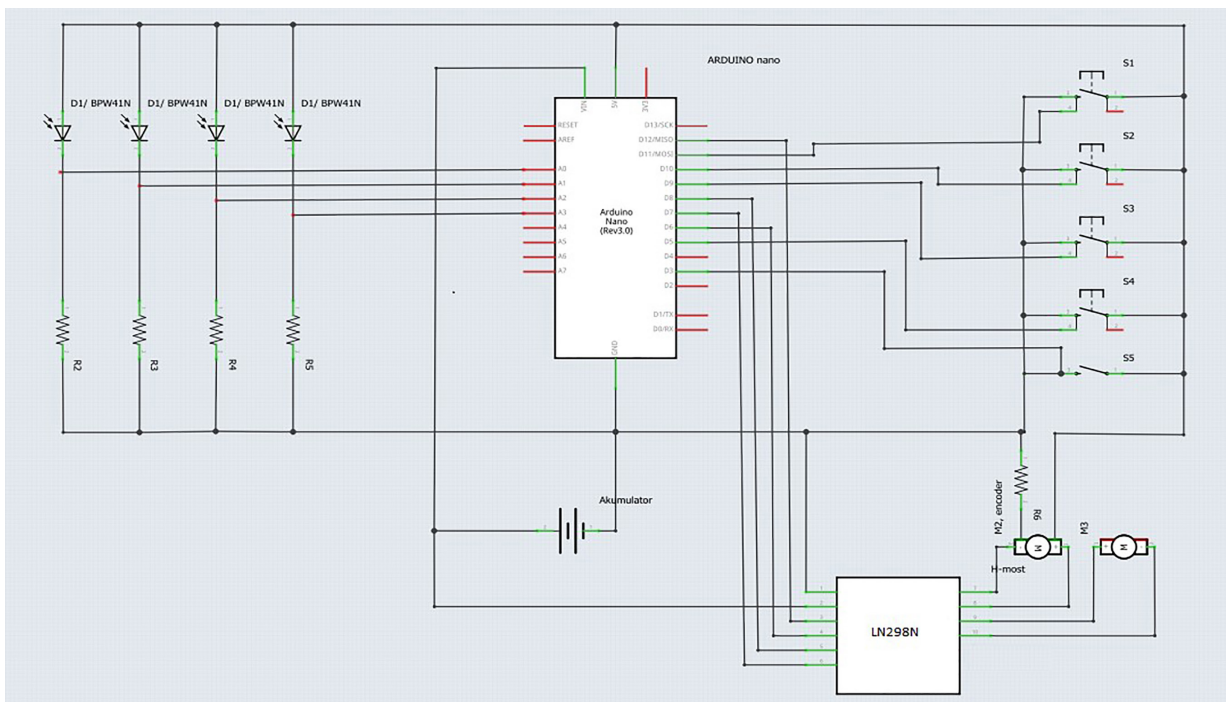 ARDUINO nano
S1
D1/ BPW41N
D1/ BPW41N
D1/ BPW41N
D1/ BPW41N
VIN
5V
3V3
RESET
AREF
A0
A1
A2
A3
A4
A5
A6
A7
Arduino
Nano
(Rev3.0)
D13/SCK
D12/MISO
D11/MOSI
D10
D9
D8
D7
D6
D5
D4
D3
D2
D1/TX
D0/RX
GND
S2
S3
S4
S5
R2
R3
R4
R5
Akumulator
M2, encoder
R6
M3
M
M
H-most
LN298N